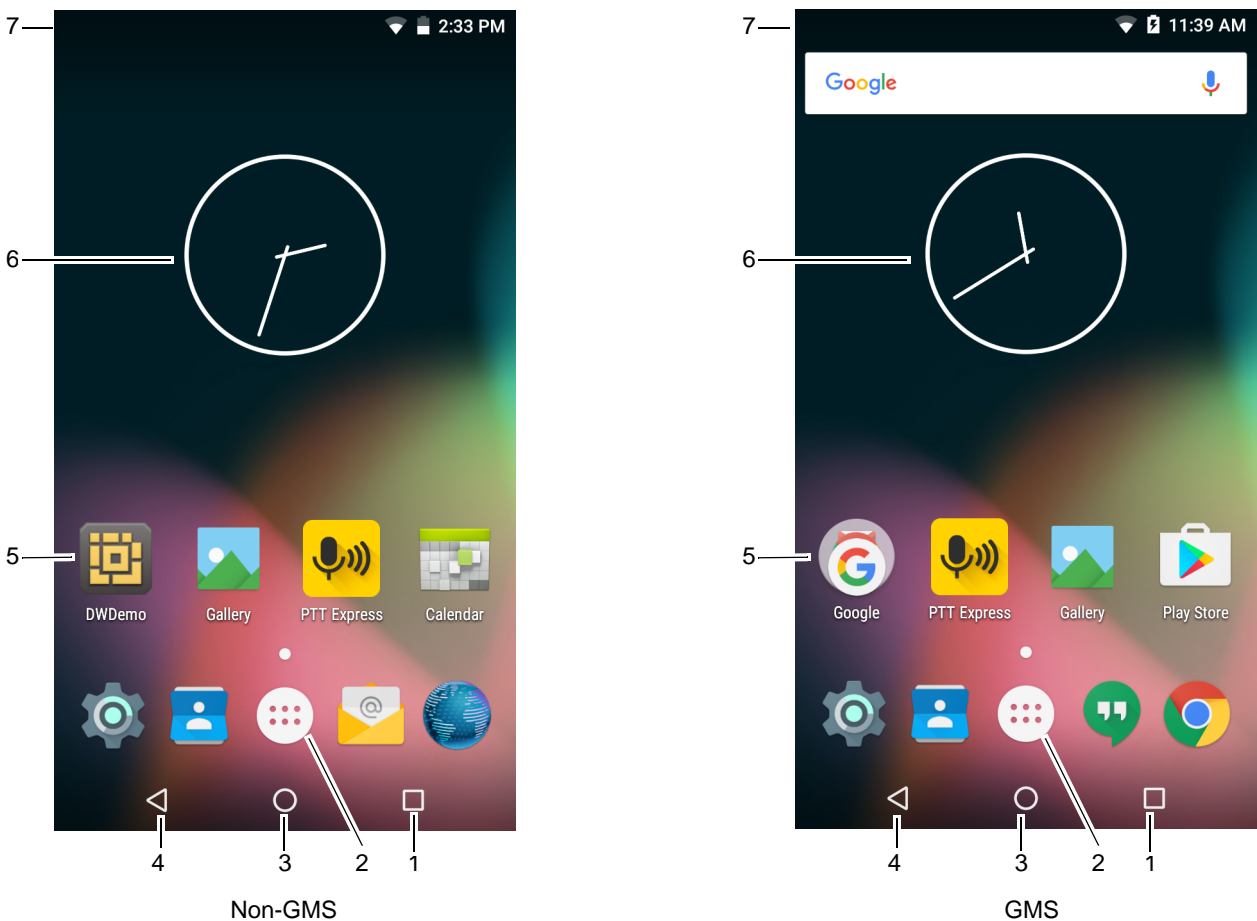 7
2:33 PM
6
5
DWDemo
Gallery
PTT Express
Calendar
@
4
3
2
1
Non-GMS
7
11:39 AM
Google
6
5
G
Google
PTT Express
Gallery
Play Store
4
3
2
1
GMS